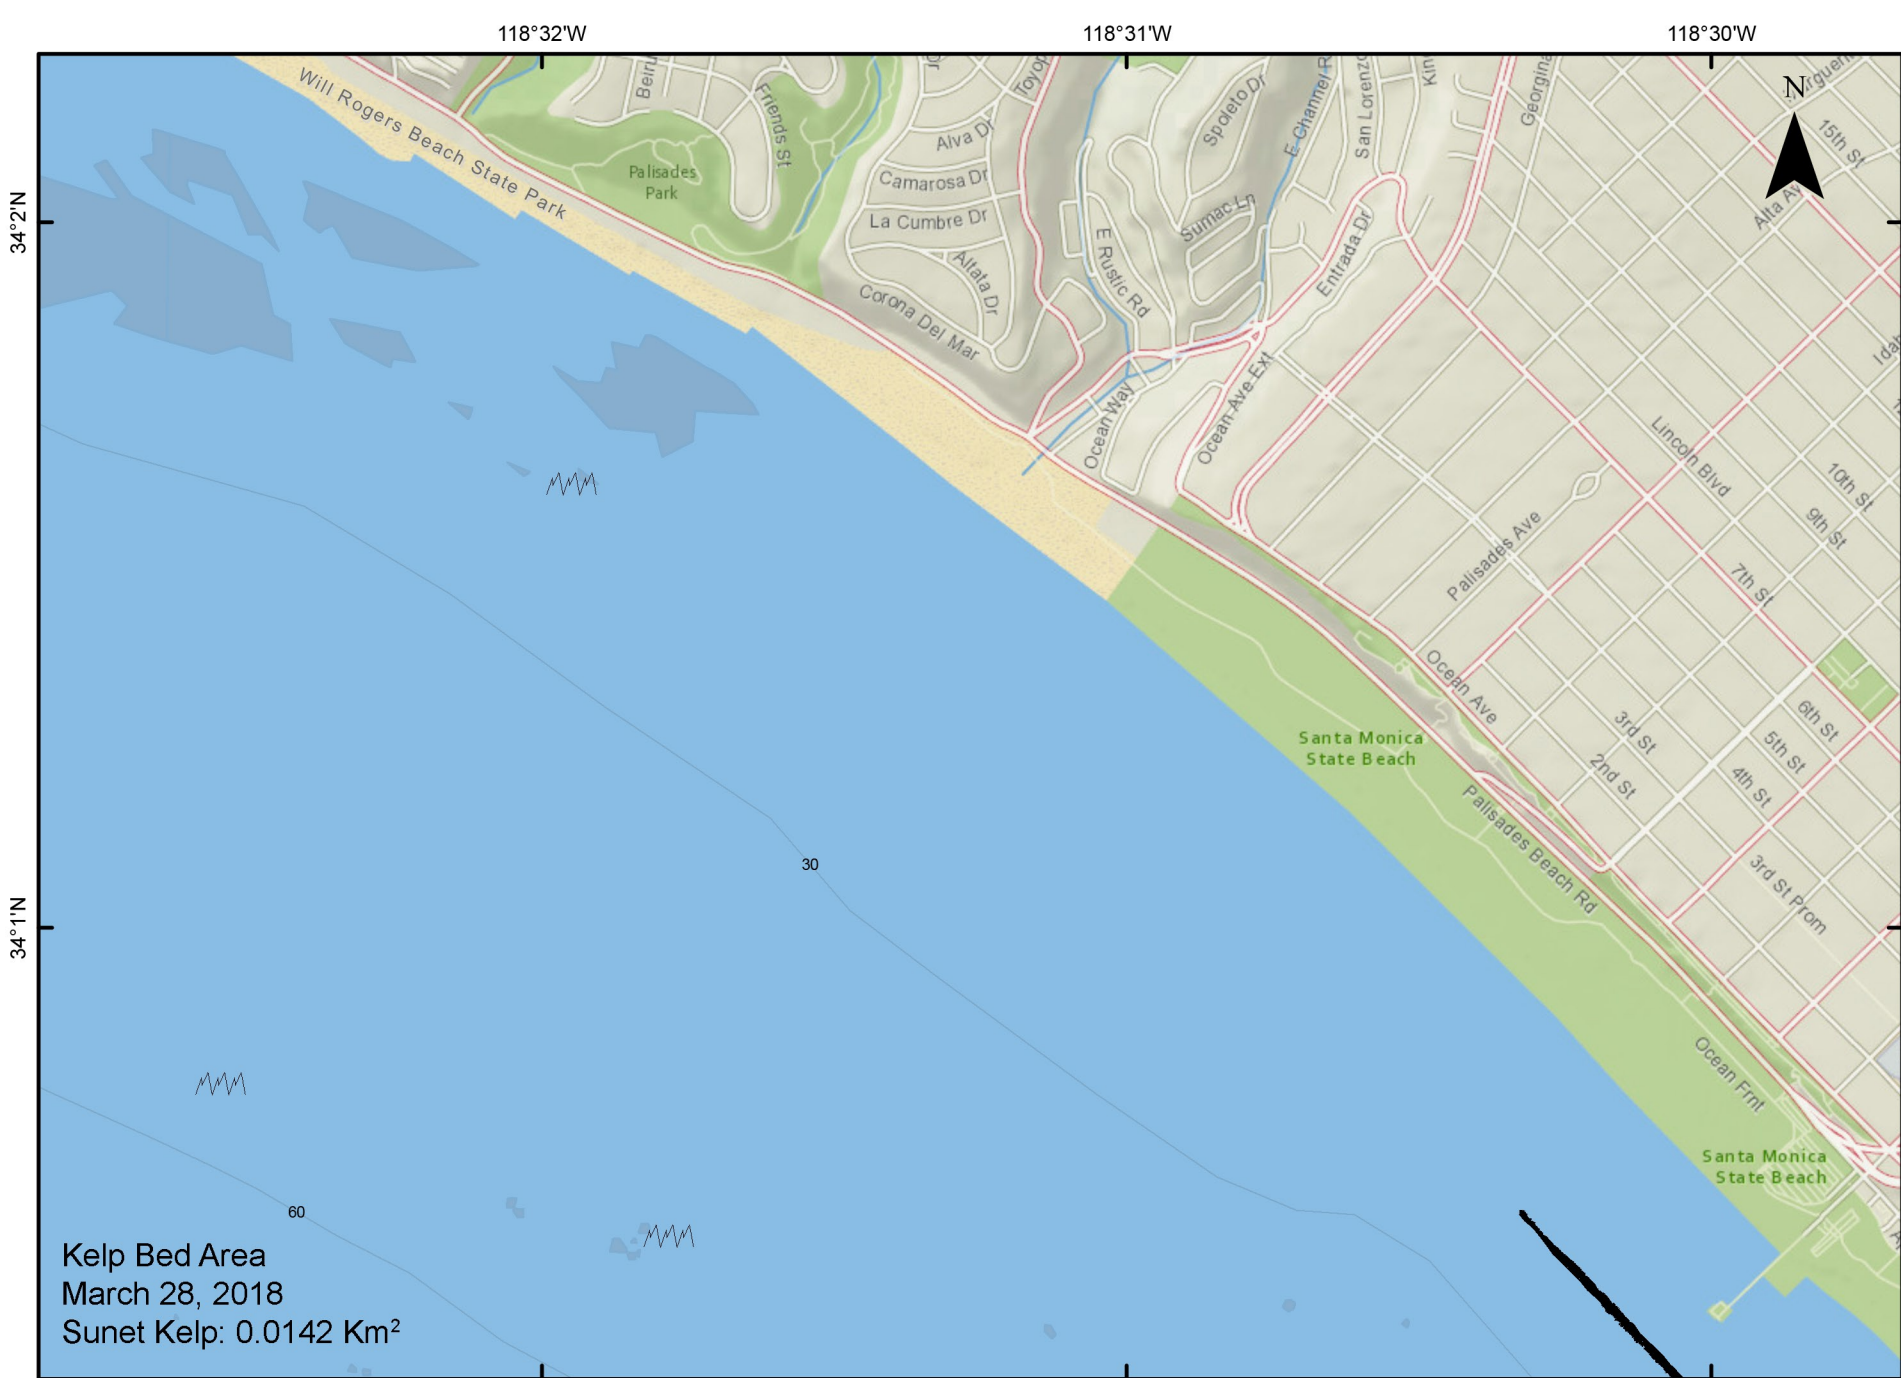 118°32'W
118°31'W
118°30'W
34°2'N
34°1'N
N
Will Rogers Beach State Park
Palisades
Park
Friends St
Alva Dr
Camarosa Dr
La Cumbre Dr
Altata Dr
Corona Del Mar
E Rustic Rd
Spoleto Dr
Sumac Ln
E Channel R
San Lorenzo
Entrada Dr
Georgina
15th St
Ocean Way
Ocean Ave Ext
Lincoln Blvd
10th St
9th St
7th St
Palisades Ave
Ocean Ave
6th St
5th St
4th St
3rd St
2nd St
Santa Monica
State Beach
Palisades Beach Rd
3rd St Prom
Ocean Frnt
Santa Monica
State Beach
30
60
Kelp Bed Area
March 28, 2018
Sunet Kelp: 0.0142 Km²